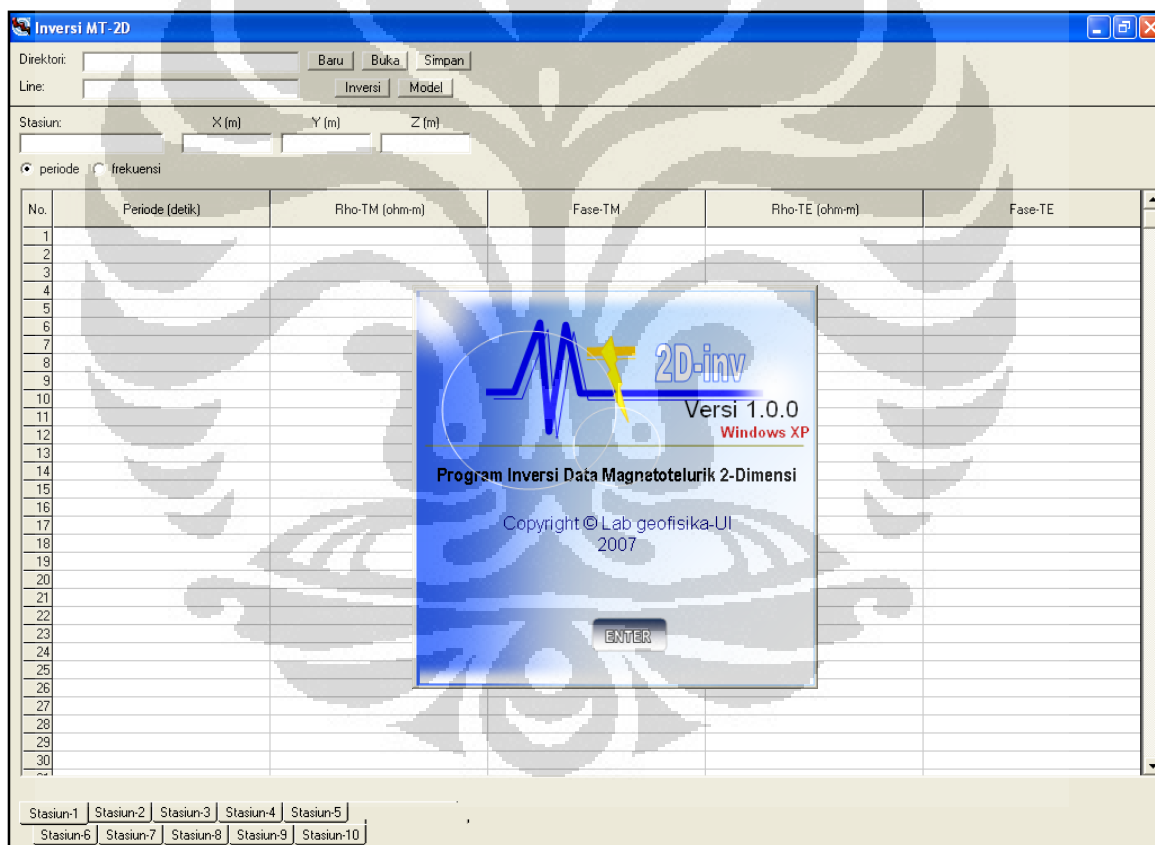 Inversi MT-2D
Direktori: Baru Buka Simpan
Line: Inversi Model
Stasiun: X (m) Y (m) Z (m)
periode frekuensi
No. Periode (detik) Rho-TM (ohm-m) Fase-TM Rho-TE (ohm-m) Fase-TE
1
2
3
4
5
6
7
8
9
10
11
12
13
14
15
16
17
18
19
20
21
22
23
24
25
26
27
28
29
30
2D-inv
Versi 1.0.0
Windows XP
Program Inversi Data Magnetotelurik 2-Dimensi
Copyright © Lab geofisika-UI
2007
ENTER
Stasiun-1 Stasiun-2 Stasiun-3 Stasiun-4 Stasiun-5
Stasiun-6 Stasiun-7 Stasiun-8 Stasiun-9 Stasiun-10